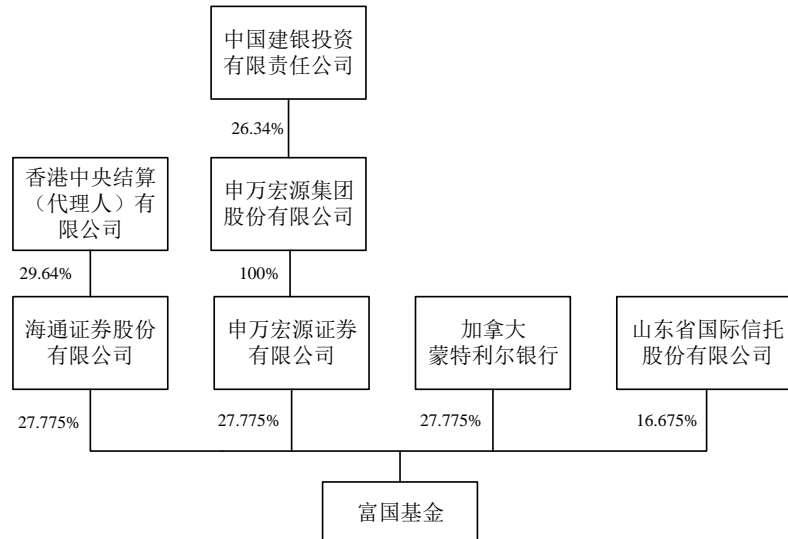 中国建银投资
有限责任公司
26.34%
香港中央结算
（代理人）有
限公司
申万宏源集团
股份有限公司
29.64%
100%
海通证券股份
有限公司
申万宏源证券
有限公司
加拿大
蒙特利尔银行
山东省国际信托
股份有限公司
27.775%
27.775%
27.775%
16.675%
富国基金